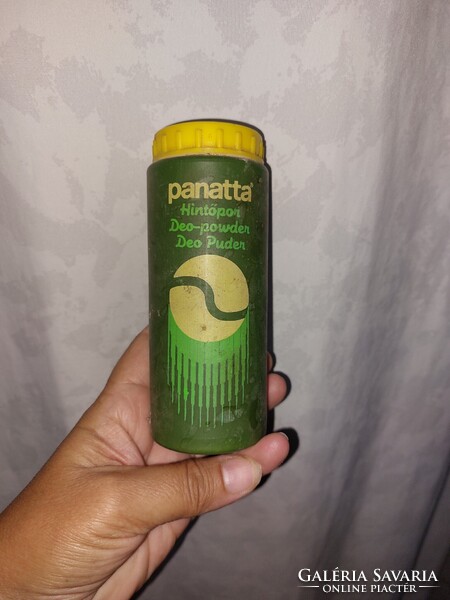 panatta®
Hintőpor
Deo-powder
Deo Puder
GALÉRIA SAVARIA
ONLINE PIACTÉR